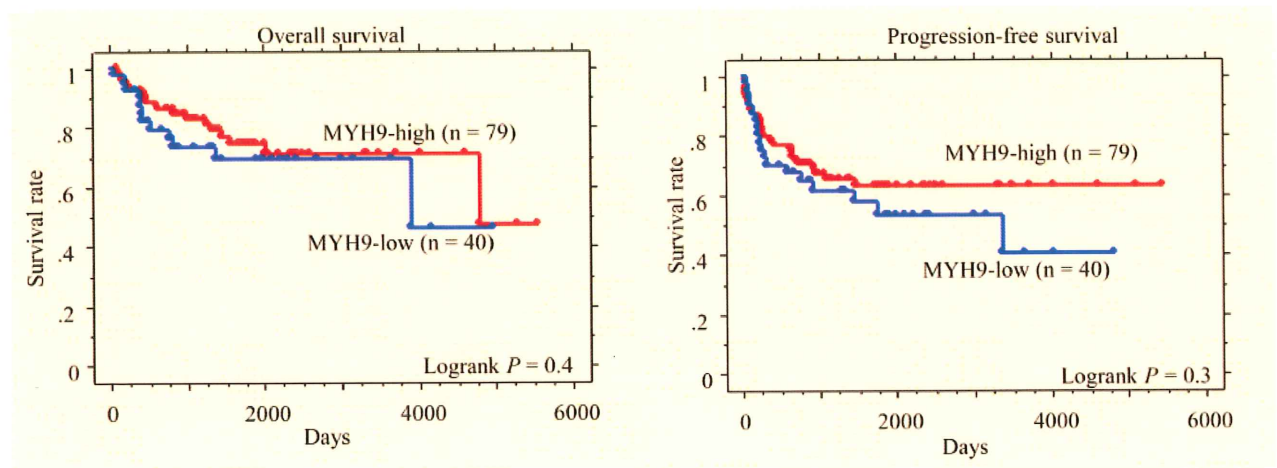 Overall survival
1
.8
.6
.4
.2
0
Survival rate
MYH9-high (n = 79)
MYH9-low (n = 40)
Logrank P = 0.4
0 2000 4000 6000
Days
Progression-free survival
1
.8
.6
.4
.2
0
Survival rate
MYH9-high (n = 79)
MYH9-low (n = 40)
Logrank P = 0.3
0 2000 4000 6000
Days